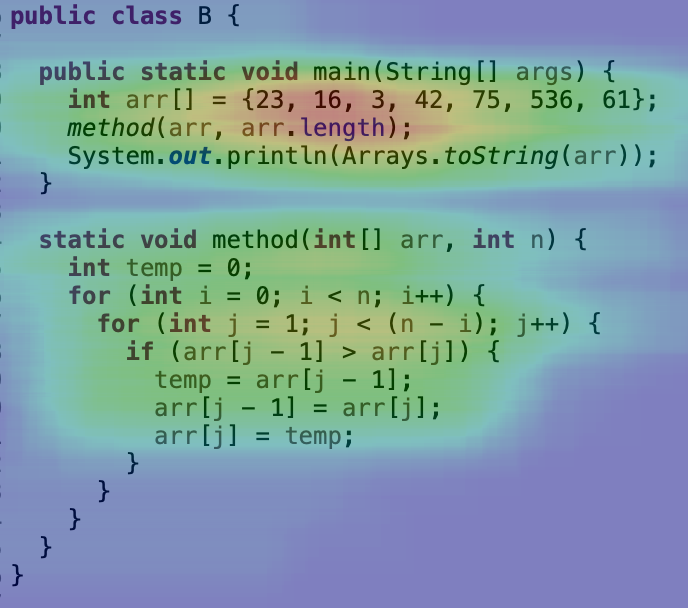 public class B {
public static void main(String[] args) {
int arr[] = {23, 16, 3, 42, 75, 536, 61};
method(arr, arr.length);
System.out.println(Arrays.toString(arr));
}
static void method(int[] arr, int n) {
int temp = 0;
for (int i = 0; i < n; i++) {
for (int j = 1; j < (n - i); j++) {
if (arr[j - 1] > arr[j]) {
temp = arr[j - 1];
arr[j - 1] = arr[j];
arr[j] = temp;
}
}
}
}
}